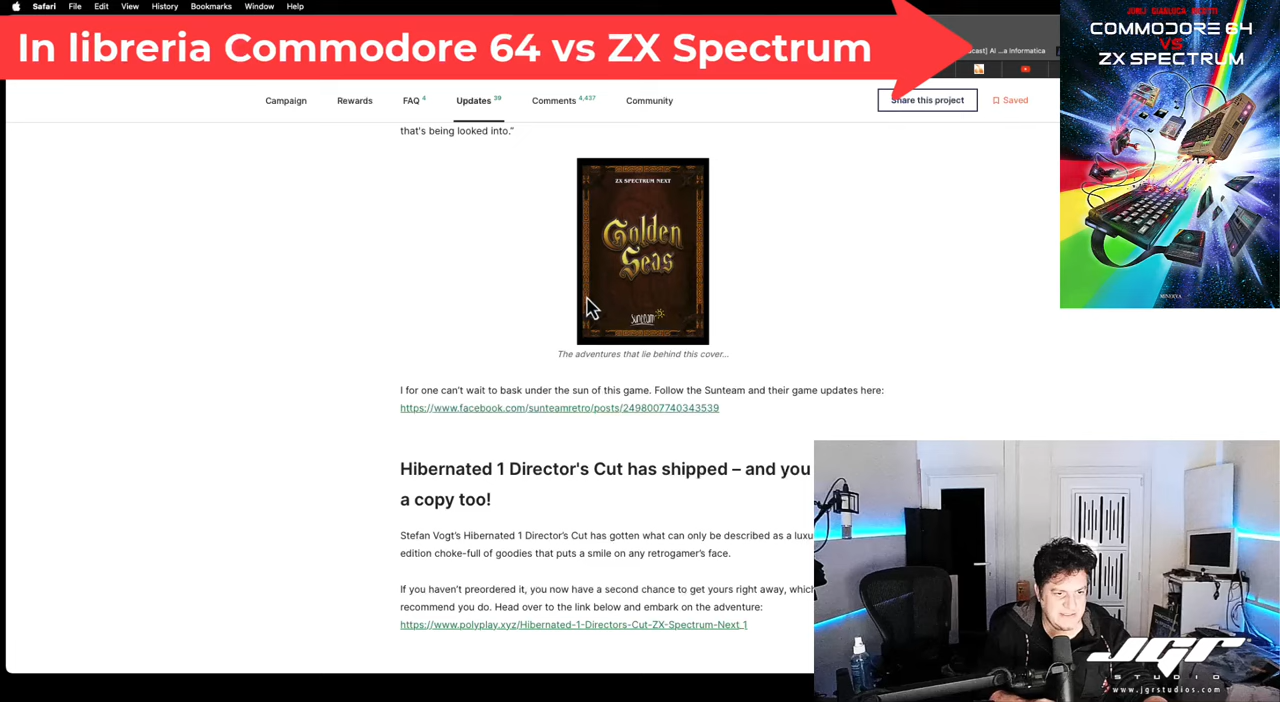 Safari File Edit View History Bookmarks Window Help
In libreria Commodore 64 vs ZX Spectrum
cast] AI ...a Informatica
COMMODORE 64
VS
ZX SPECTRUM
MINERVA
Campaign Rewards FAQ 4 Updates 39 Comments 4,437 Community
Share this project Saved
that's being looked into.”
ZX SPECTRUM NEXT
Golden
Seas
Sunteam
The adventures that lie behind this cover...
I for one can’t wait to bask under the sun of this game. Follow the Sunteam and their game updates here:
https://www.facebook.com/sunteamretro/posts/2498007740343539
Hibernated 1 Director's Cut has shipped – and you
a copy too!
Stefan Vogt’s Hibernated 1 Director’s Cut has gotten what can only be described as a luxu
edition choke-full of goodies that puts a smile on any retrogamer’s face.
If you haven’t preordered it, you now have a second chance to get yours right away, which
recommend you do. Head over to the link below and embark on the adventure:
https://www.polyplay.xyz/Hibernated-1-Directors-Cut-ZX-Spectrum-Next_1
JGR
STUDIO
www.jgrstudios.com